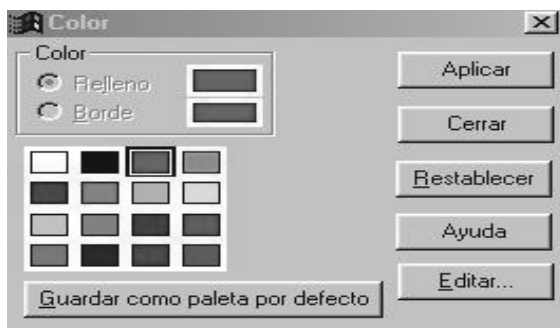 Color
Color
Relleno
Borde
Aplicar
Cerrar
Restablecer
Ayuda
Editar...
Guardar como paleta por defecto